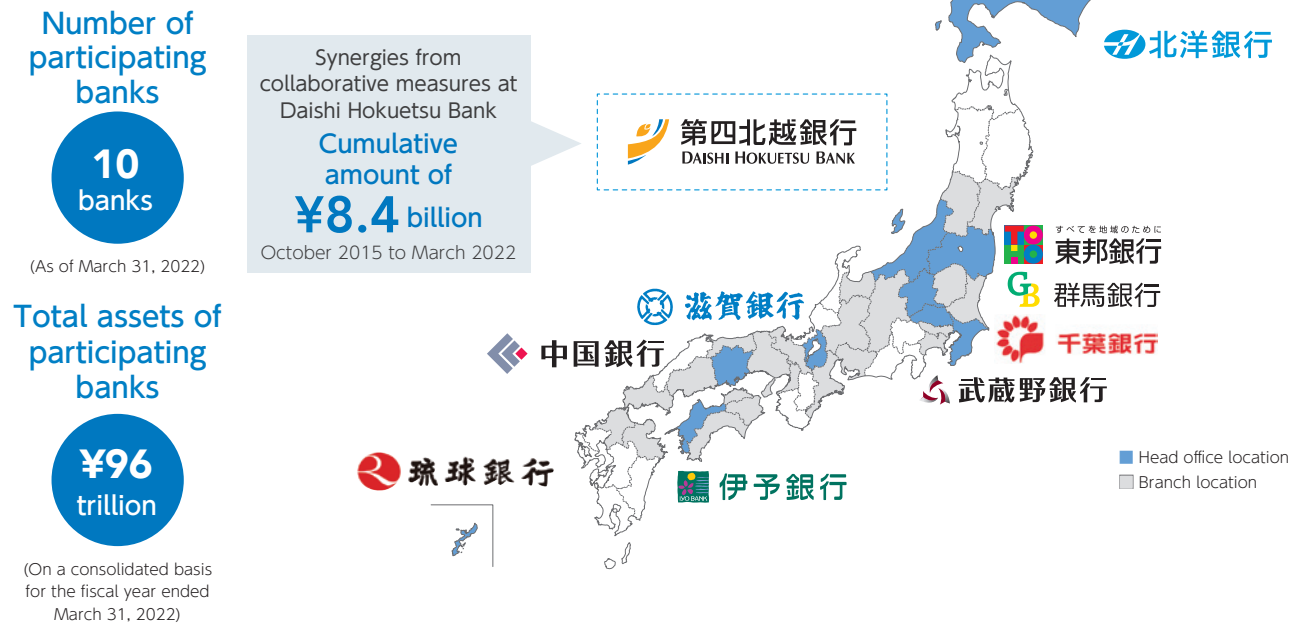 Number of
participating
banks
10
banks
(As of March 31, 2022)
Total assets of
participating
banks
¥96
trillion
(On a consolidated basis
for the fiscal year ended
March 31, 2022)
Synergies from
collaborative measures at
Daishi Hokuetsu Bank
Cumulative
amount of
¥8.4 billion
October 2015 to March 2022
第四北越銀行
DAISHI HOKUETSU BANK
北洋銀行
TOHO
すべてを地域のために
東邦銀行
GB
群馬銀行
千葉銀行
武蔵野銀行
滋賀銀行
中国銀行
琉球銀行
IYO BANK
伊予銀行
Head office location
Branch location